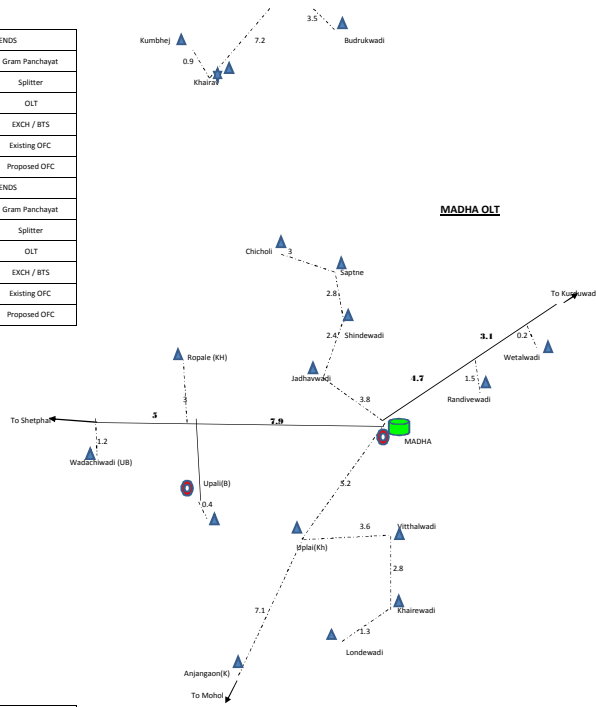 3.5
Kumbhej
7.2
Budrukwadi
0.9
Khairat
ENDS
Gram Panchayat
Splitter
OLT
EXCH / BTS
Existing OFC
Proposed OFC
ENDS
Gram Panchayat
Splitter
OLT
EXCH / BTS
Existing OFC
Proposed OFC
MADHA OLT
Chicholi 3
Saptne
2.8
To Kurduwad
2.4 Shindewadi
3.1
0.2
Wetalwadi
Ropale (KH)
Jadhavwadi
4.7
1.5
Randivewadi
3
3.8
To Shetphal
5
7.9
MADHA
1.2
Wadachiwadi (UB)
Upali(B)
5.2
0.4
3.6
Vitthalwadi
Uplai(Kh)
2.8
7.1
Khairewadi
1.3
Londewadi
Anjangaon(K)
To Mohol